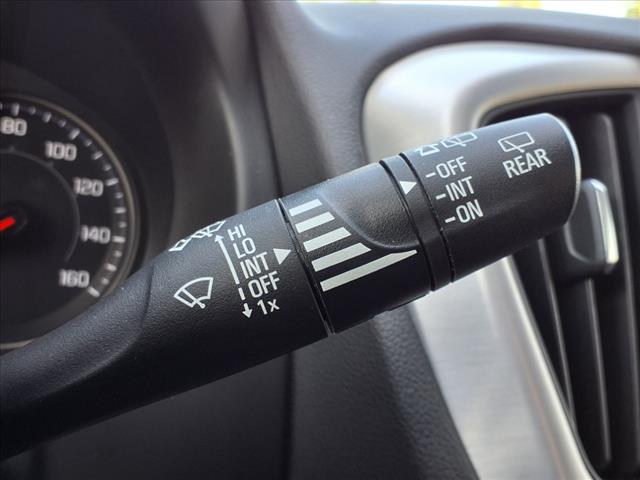 80
100
120
140
160
HI
LO
INT
OFF
1x
OFF
INT
ON
REAR